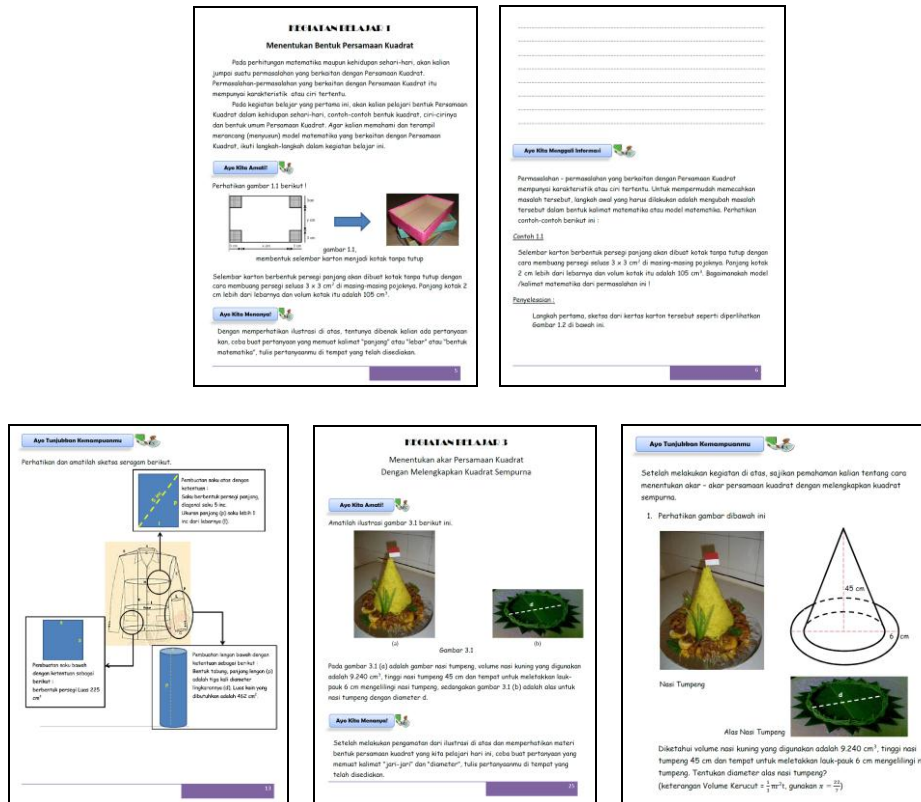 KEGIATAN BELAJAR 1
Menentukan Bentuk Persamaan Kuadrat
Pada perhitungan matematika maupun kehidupan sehari-hari, akan kalian
jumpai suatu permasalahan yang berkaitan dengan Persamaan Kuadrat.
Permasalahan-permasalahan yang berkaitan dengan Persamaan Kuadrat itu
mempunyai karakteristik atau ciri tertentu.
Pada kegiatan belajar yang pertama ini, akan kalian pelajari bentuk Persamaan
Kuadrat dalam kehidupan sehari-hari, contoh-contoh bentuk kuadrat, ciri-cirinya
dan bentuk umum Persamaan Kuadrat. Agar kalian memahami dan terampil
merancang (menyusun) model matematika yang berkaitan dengan Persamaan
Kuadrat, ikuti langkah-langkah dalam kegiatan belajar ini.
Ayo Kita Amati!
Perhatikan gambar 1.1 berikut !
gambar 1.1,
membentuk selembar karton menjadi kotak tanpa tutup
Selembar karton berbentuk persegi panjang akan dibuat kotak tanpa tutup dengan
cara membuang persegi seluas 3 x 3 cm² di masing-masing pojoknya. Panjang kotak 2
cm lebih dari lebarnya dan volum kotak itu adalah 105 cm³.
Ayo Kita Menanya!
Dengan memperhatikan ilustrasi di atas, tentunya dibenak kalian ada pertanyaan
kan, coba buat pertanyaan yang memuat kalimat "panjang" atau "lebar" atau "bentuk
matematika", tulis pertanyaanmu di tempat yang telah disediakan.
5
Ayo Kita Menggali Informasi
Permasalahan – permasalahan yang berkaitan dengan Persamaan Kuadrat
mempunyai karakteristik atau ciri tertentu. Untuk mempermudah memecahkan
masalah tersebut, langkah awal yang harus dilakukan adalah mengubah masalah
tersebut dalam bentuk kalimat matematika atau model matematika. Perhatikan
contoh-contoh berikut ini :
Contoh 1.1
Selembar karton berbentuk persegi panjang akan dibuat kotak tanpa tutup dengan
cara membuang persegi seluas 3 x 3 cm² di masing-masing pojoknya. Panjang kotak
2 cm lebih dari lebarnya dan volum kotak itu adalah 105 cm³. Bagaimanakah model
/kalimat matematika dari permasalahan ini !
Penyelesaian :
Langkah pertama, sketsa dari kertas karton tersebut seperti diperlihatkan
Gambar 1.2 di bawah ini.
6
Ayo Tunjukkan Kemampuanmu
Perhatikan dan amatilah sketsa seragam berikut.
Pembuatan saku atas dengan
ketentuan :
Saku berbentuk persegi panjang,
diagonal saku 5 inc.
Ukuran panjang (p) saku lebih 1
inc dari lebarnya (l).
Pembuatan saku bawah
dengan ketentuan sebagai
berikut :
berbentuk persegi Luas 225
cm²
Pembuatan lengan bawah dengan
ketentuan sebagai berikut :
Bentuk tabung, panjang lengan (p)
adalah tiga kali diameter
lingkarannya (d). Luas kain yang
dibutuhkan adalah 462 cm²
13
KEGIATAN BELAJAR 3
Menentukan akar Persamaan Kuadrat
Dengan Melengkapkan Kuadrat Sempurna
Ayo Kita Amati!
Amatilah ilustrasi gambar 3.1 berikut ini.
(a)
(b)
Gambar 3.1
Pada gambar 3.1 (a) adalah gambar nasi tumpeng, volume nasi kuning yang digunakan
adalah 9.240 cm³, tinggi nasi tumpeng 45 cm dan tempat untuk meletakkan lauk-
pauk 6 cm mengelilingi nasi tumpeng, sedangakan gambar 3.1 (b) adalah alas untuk
nasi tumpeng dengan diameter d.
Ayo Kita Menanya!
Setelah melakukan pengamatan dari ilustrasi di atas dan memperhatikan materi
bentuk persamaan kuadrat yang kita pelajari hari ini, coba buat pertanyaan yang
memuat kalimat "jari-jari" dan "diameter", tulis pertanyaanmu di tempat yang
telah disediakan.
25
Ayo Tunjukkan Kemampuanmu
Setelah melakukan kegiatan di atas, sajikan pemahaman kalian tentang cara
menentukan akar – akar persamaan kuadrat dengan melengkapkan kuadrat
sempurna.
1. Perhatikan gambar dibawah ini
45 cm
6 cm
Nasi Tumpeng
d
Alas Nasi Tumpeng
Diketahui volume nasi kuning yang digunakan adalah 9.240 cm³, tinggi nasi
tumpeng 45 cm dan tempat untuk meletakkan lauk-pauk 6 cm mengelilingi n
tumpeng. Tentukan diameter alas nasi tumpeng?
(keterangan Volume Kerucut = 1/3 πr²t, gunakan π = 22/7)